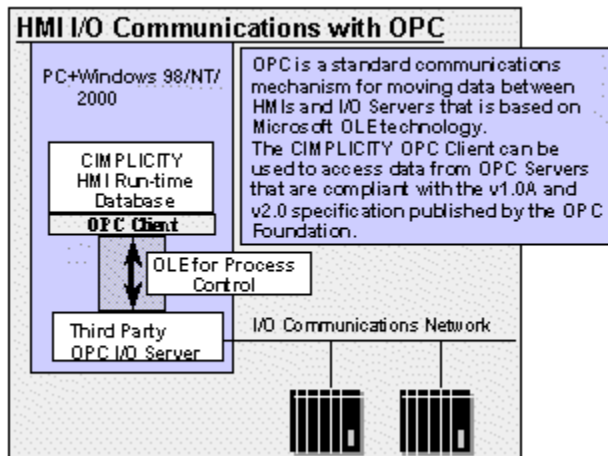 HMI I/O Communications with OPC
PC+Windows 98/NT/
2000
OPC is a standard communications
mechanism for moving data between
HMIs and I/O Servers that is based on
Microsoft OLE technology.
The CIMPLICITY OPC Client can be
used to access data from OPC Servers
that are compliant with the v1.0A and
v2.0 specification published by the OPC
Foundation.
CIMPLICITY
HMI Run-time
Database
OPC Client
OLE for Process
Control
Third Party
OPC I/O Server
I/O Communications Network